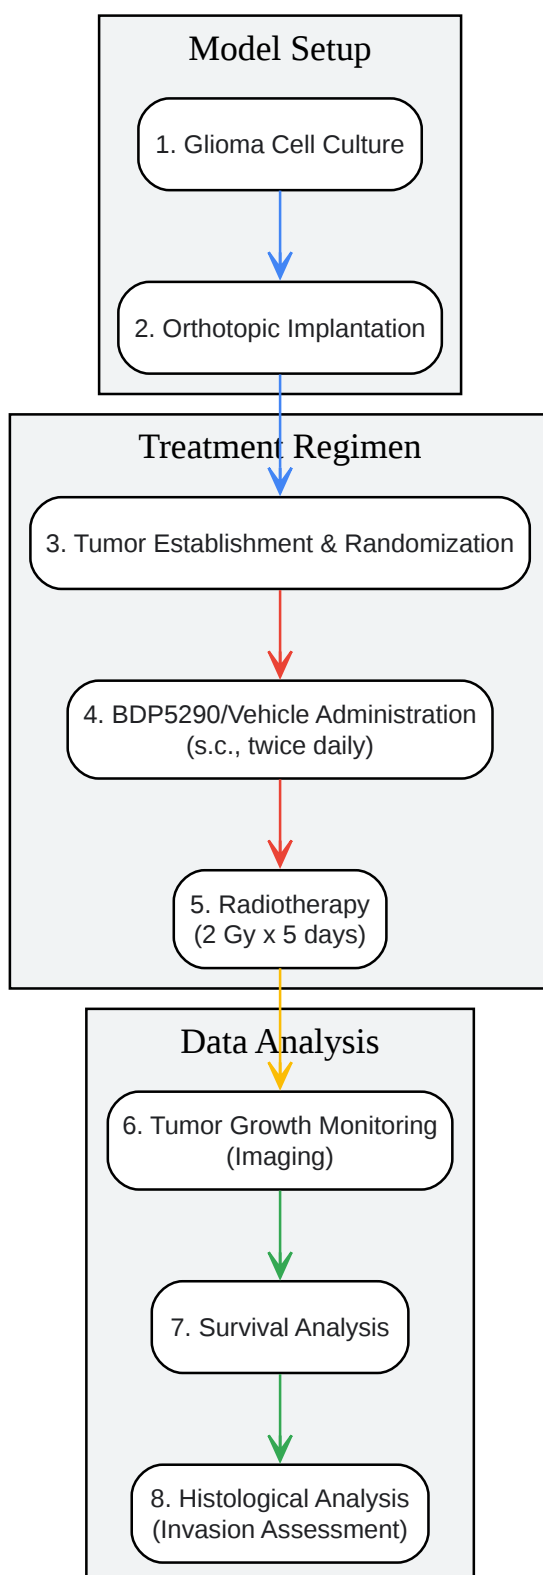 Model Setup
1. Glioma Cell Culture
2. Orthotopic Implantation
Treatment Regimen
3. Tumor Establishment & Randomization
4. BDP5290/Vehicle Administration
(s.c., twice daily)
5. Radiotherapy
(2 Gy x 5 days)
Data Analysis
6. Tumor Growth Monitoring
(Imaging)
7. Survival Analysis
8. Histological Analysis
(Invasion Assessment)